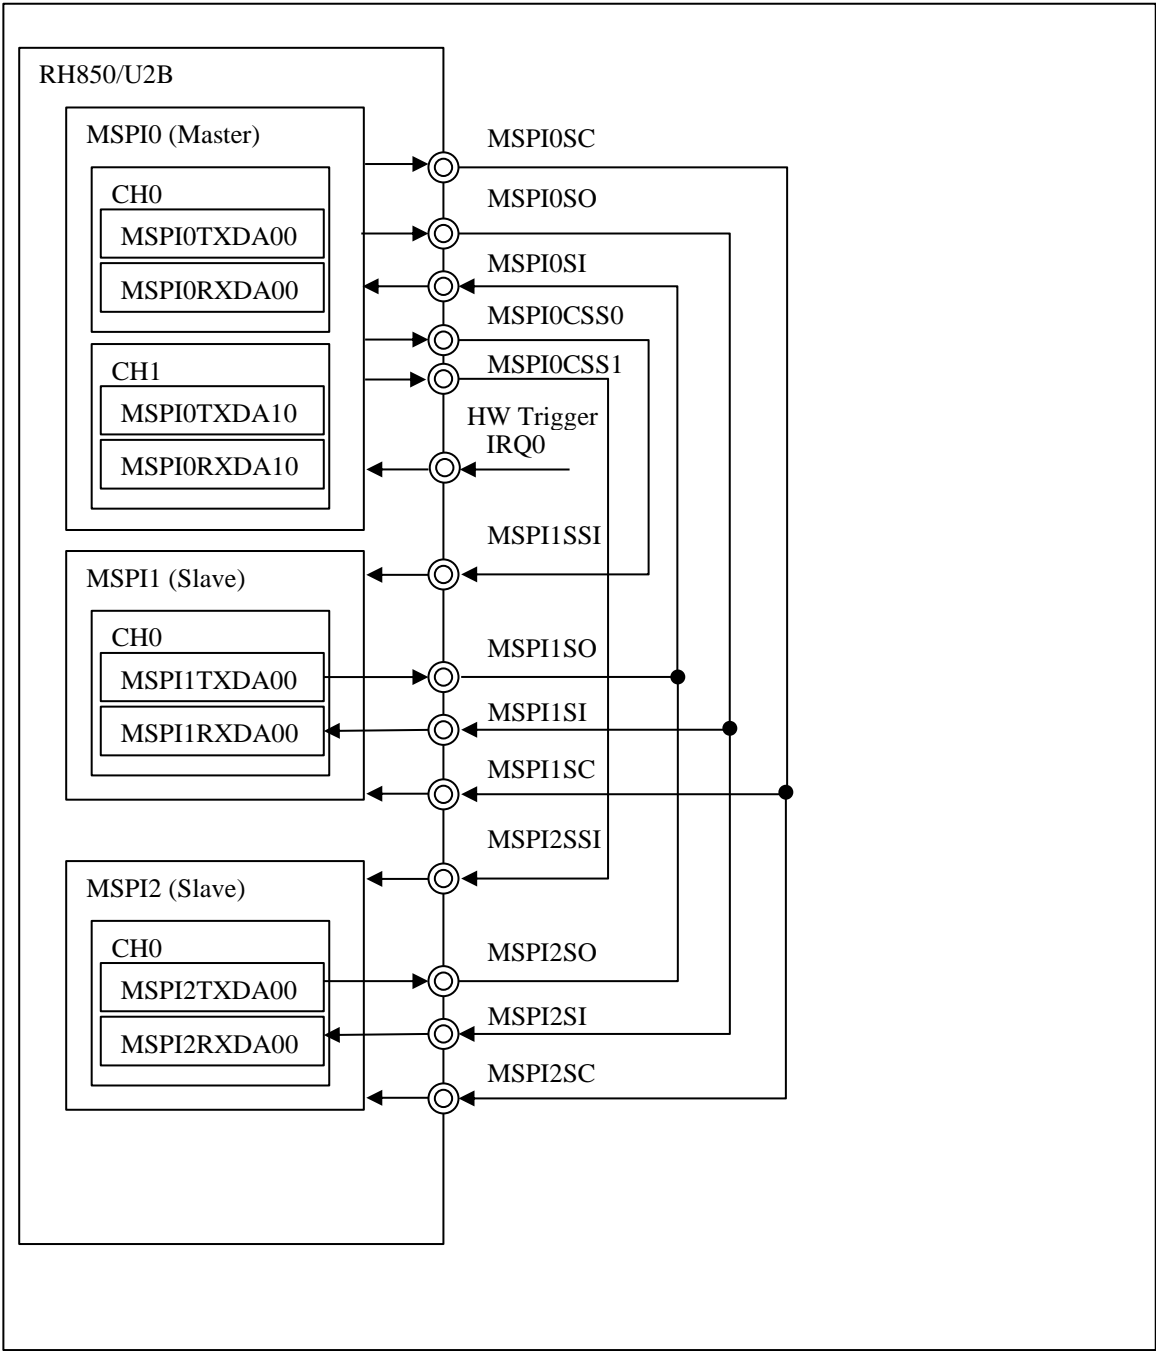 RH850/U2B
MSPI0 (Master)
CH0
MSPI0TXDA00
MSPI0RXDA00
CH1
MSPI0TXDA10
MSPI0RXDA10
MSPI0SC
MSPI0SO
MSPI0SI
MSPI0CSS0
MSPI0CSS1
HW Trigger
IRQ0
MSPI1 (Slave)
CH0
MSPI1TXDA00
MSPI1RXDA00
MSPI1SSI
MSPI1SO
MSPI1SI
MSPI1SC
MSPI2 (Slave)
CH0
MSPI2TXDA00
MSPI2RXDA00
MSPI2SSI
MSPI2SO
MSPI2SI
MSPI2SC